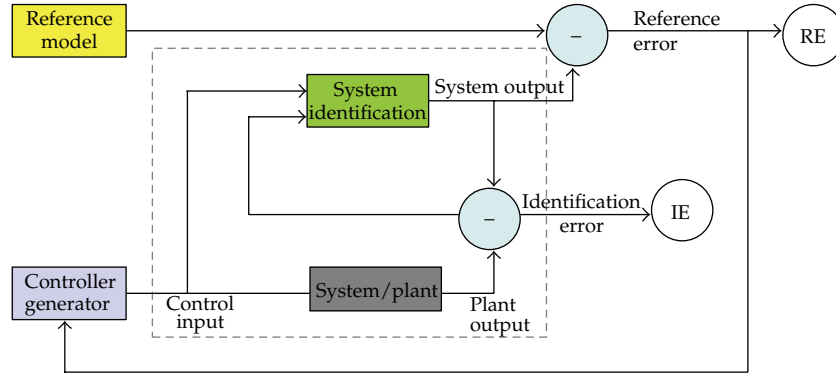 Reference
model
−
Reference
error
RE
System
identification
System output
−
Identification
error
IE
Controller
generator
Control
input
System/plant
Plant
output